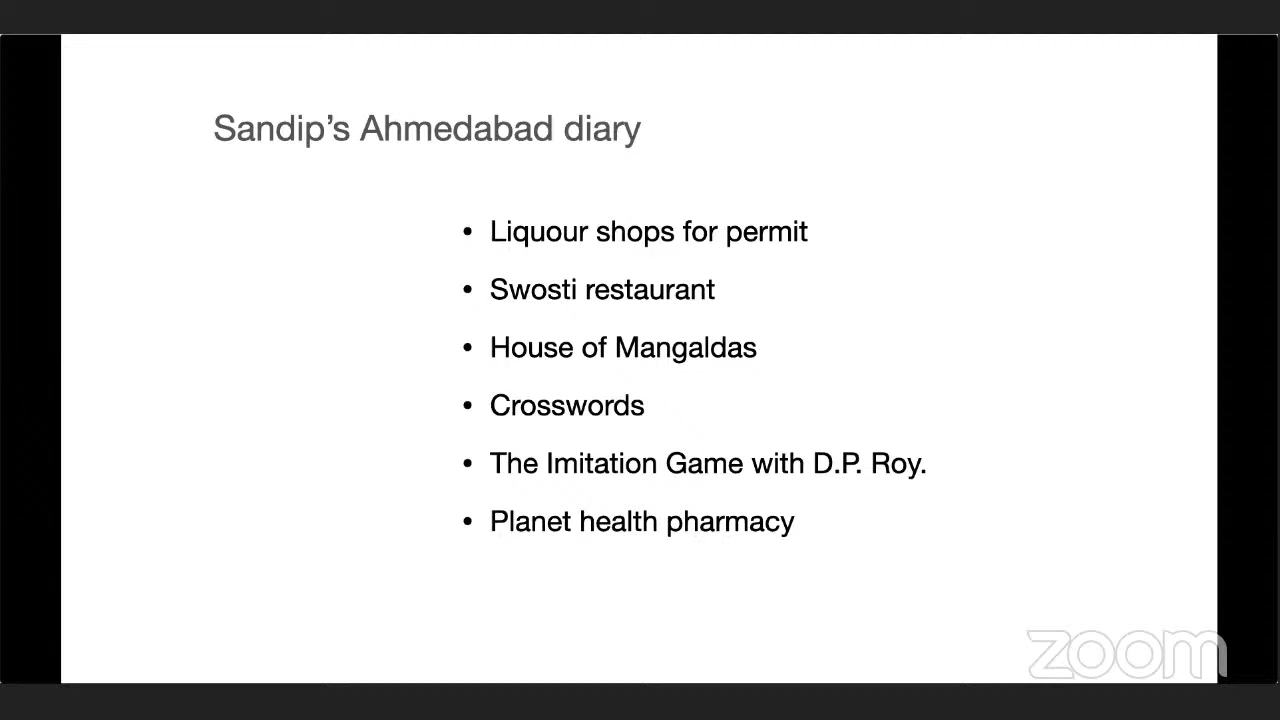 Sandip’s Ahmedabad diary
• Liquour shops for permit
• Swosti restaurant
• House of Mangaldas
• Crosswords
• The Imitation Game with D.P. Roy.
• Planet health pharmacy
zoom